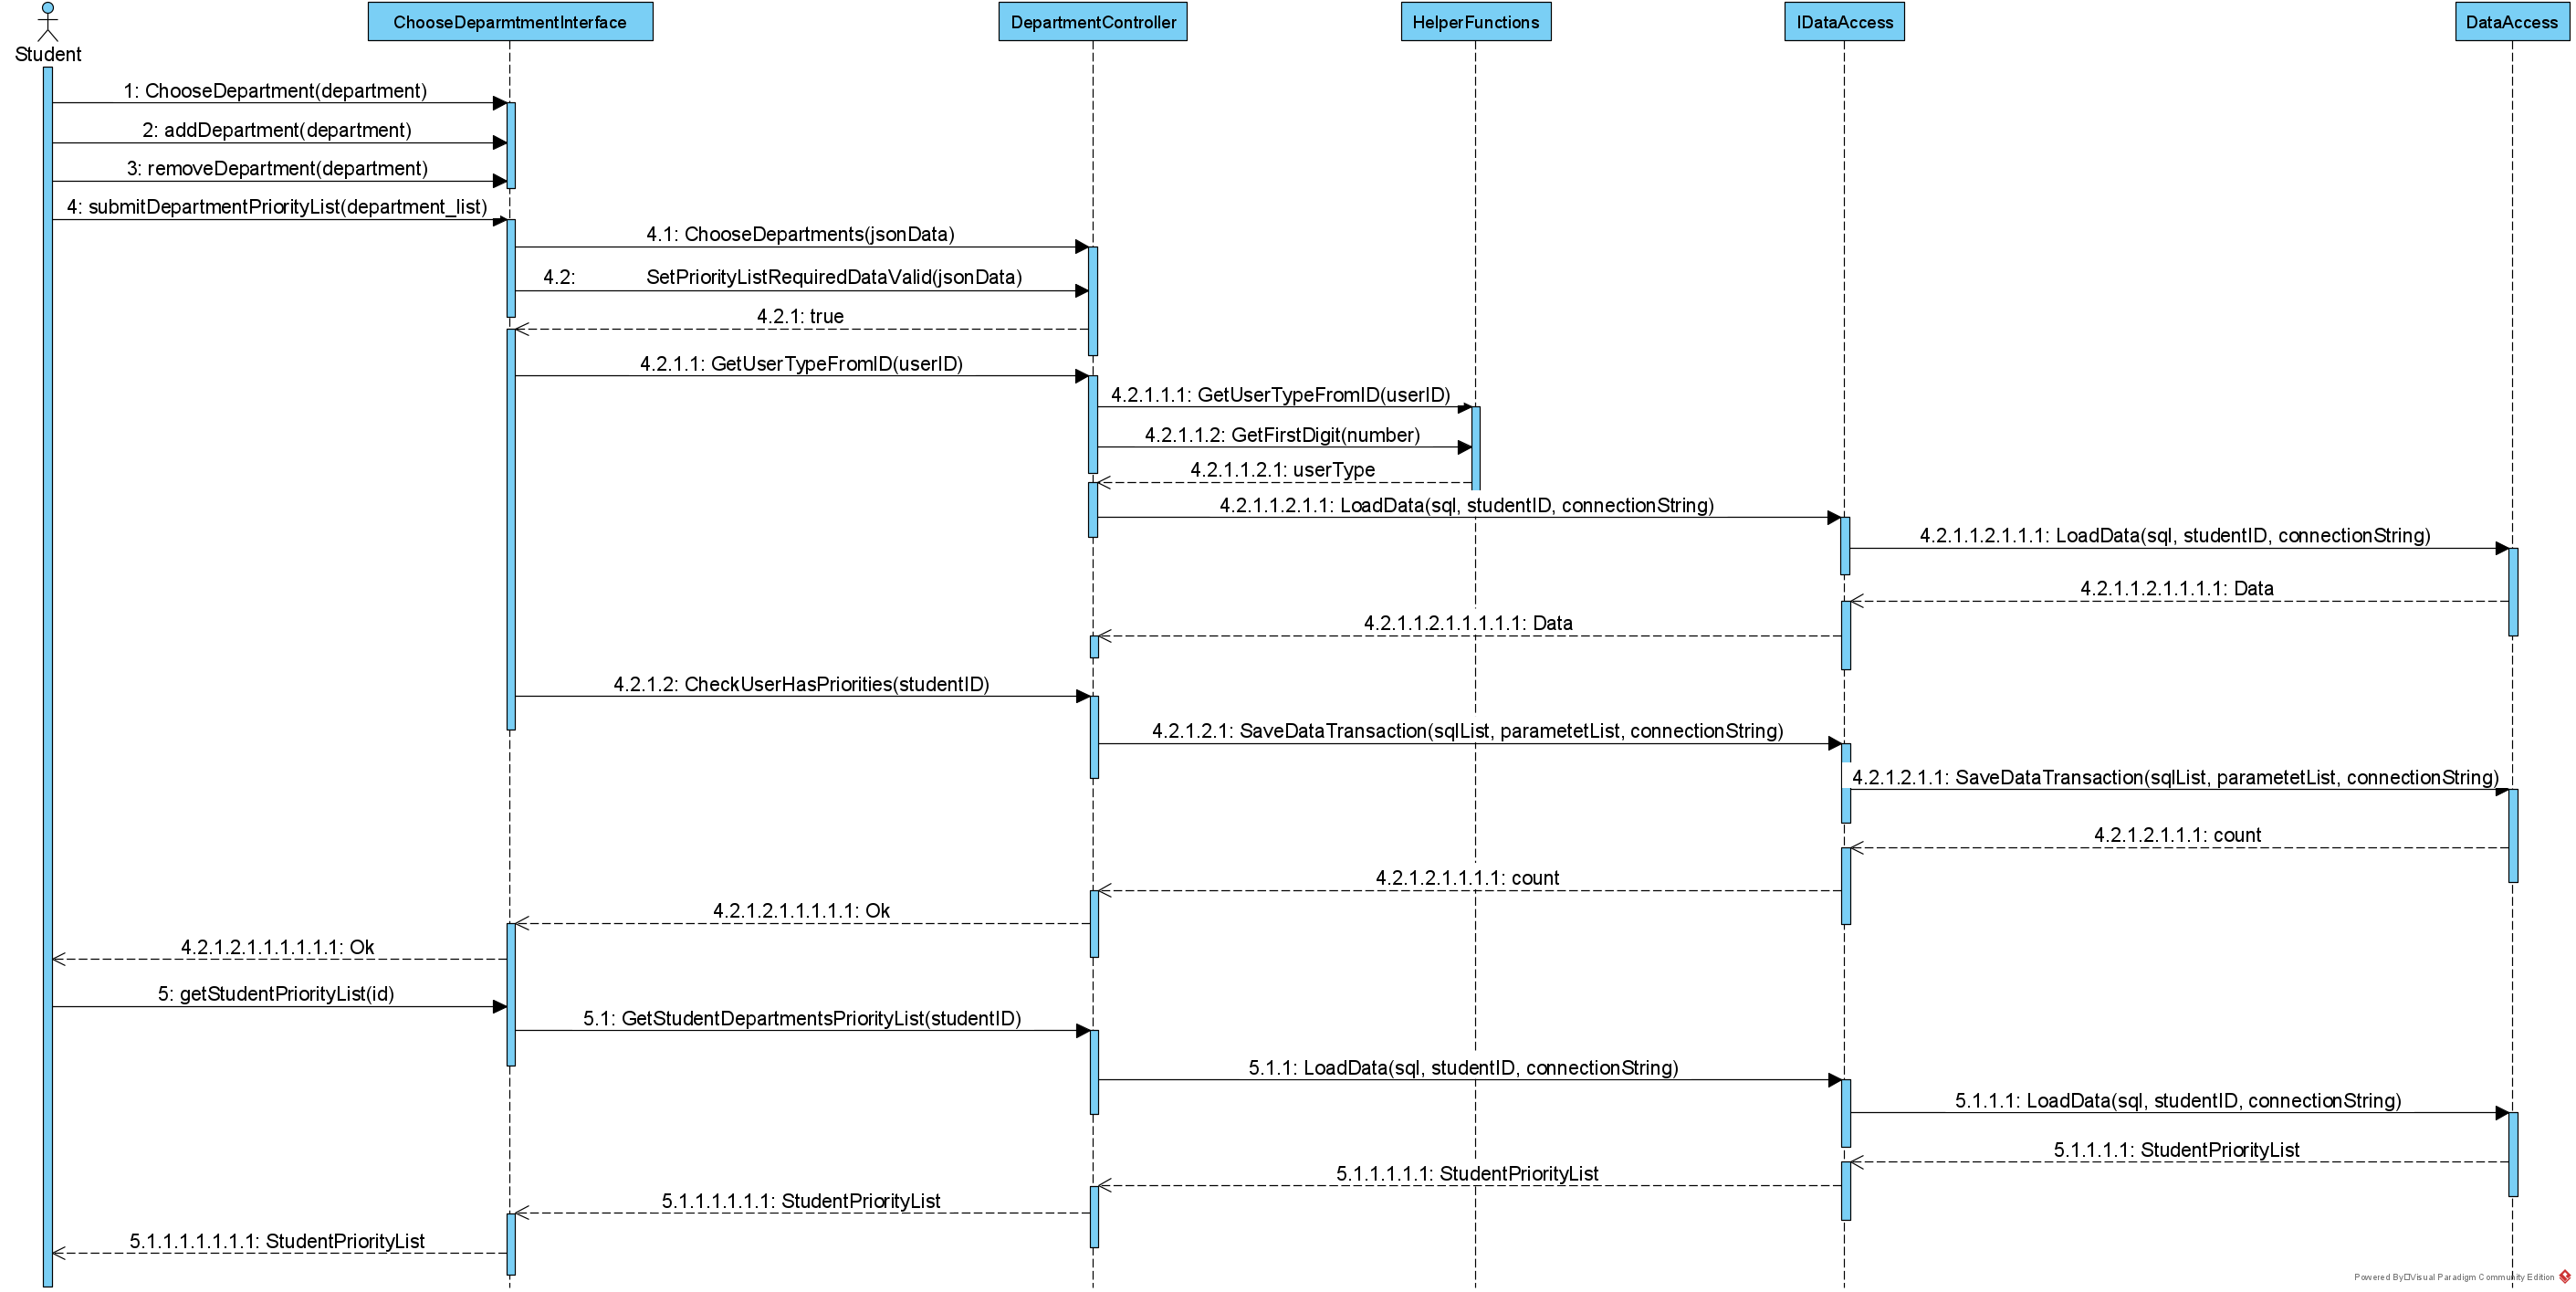 Student
ChooseDeparmtmentInterface
DepartmentController
HelperFunctions
IDataAccess
DataAccess
1: ChooseDepartment(department)
2: addDepartment(department)
3: removeDepartment(department)
4: submitDepartmentPriorityList(department_list)
4.1: ChooseDepartments(jsonData)
4.2: SetPriorityListRequiredDataValid(jsonData)
4.2.1: true
4.2.1.1: GetUserTypeFromID(userID)
4.2.1.1.1: GetUserTypeFromID(userID)
4.2.1.1.2: GetFirstDigit(number)
4.2.1.1.2.1: userType
4.2.1.1.2.1.1: LoadData(sql, studentID, connectionString)
4.2.1.1.2.1.1.1: LoadData(sql, studentID, connectionString)
4.2.1.1.2.1.1.1.1: Data
4.2.1.1.2.1.1.1.1.1: Data
4.2.1.2: CheckUserHasPriorities(studentID)
4.2.1.2.1: SaveDataTransaction(sqlList, parametetList, connectionString)
4.2.1.2.1.1: SaveDataTransaction(sqlList, parametetList, connectionString)
4.2.1.2.1.1.1: count
4.2.1.2.1.1.1.1: count
4.2.1.2.1.1.1.1.1: Ok
4.2.1.2.1.1.1.1.1.1: Ok
5: getStudentPriorityList(id)
5.1: GetStudentDepartmentsPriorityList(studentID)
5.1.1: LoadData(sql, studentID, connectionString)
5.1.1.1: LoadData(sql, studentID, connectionString)
5.1.1.1.1: StudentPriorityList
5.1.1.1.1.1: StudentPriorityList
5.1.1.1.1.1.1: StudentPriorityList
5.1.1.1.1.1.1.1: StudentPriorityList
Powered By□Visual Paradigm Community Edition